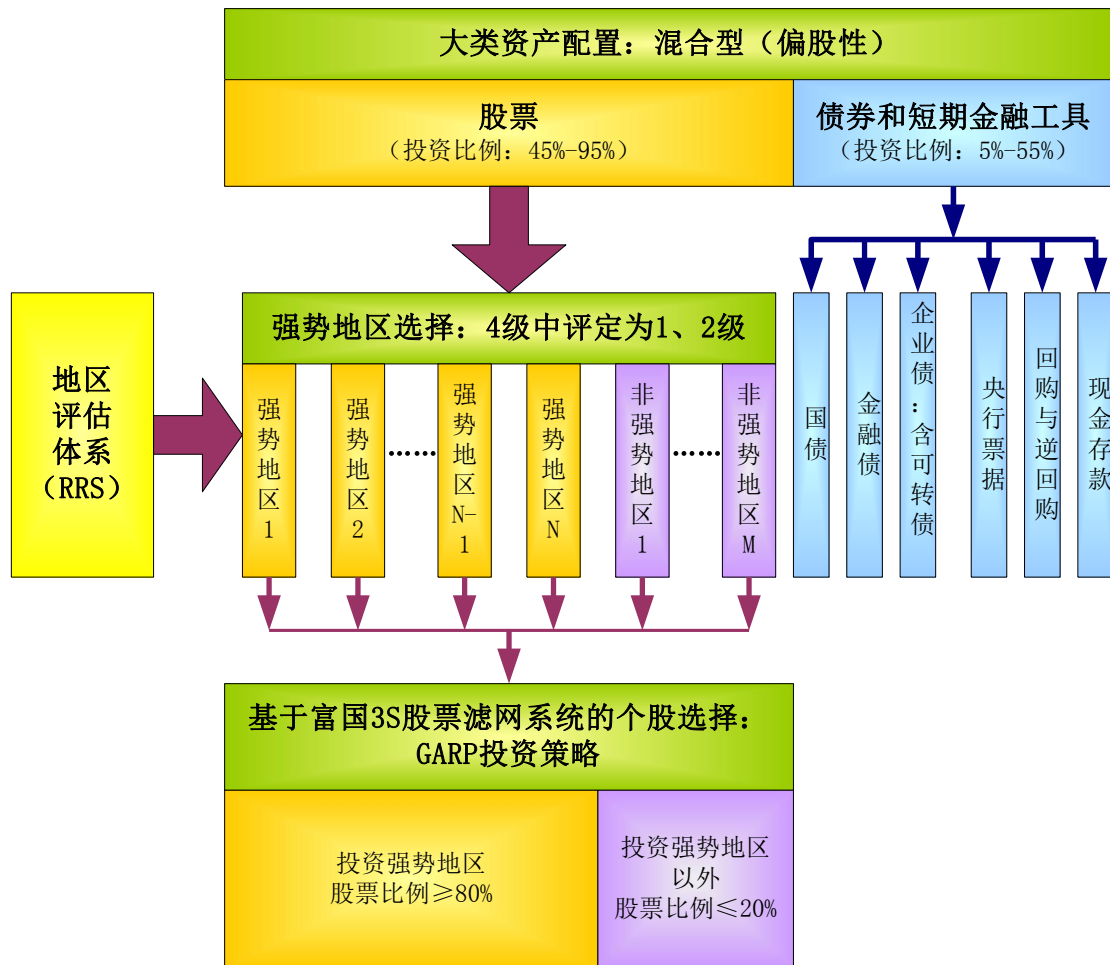 大类资产配置：混合型（偏股性）
股票
（投资比例：45%-95%）
债券和短期金融工具
（投资比例：5%-55%）
地区
评估
体系
（RRS）
强势地区选择：4级中评定为1、2级
强势地区1
强势地区2
……
强势地区N-1
强势地区N
非强势地区1
……
非强势地区M
国债
金融债
企业债：含可转债
央行票据
回购与逆回购
现金存款
基于富国3S股票滤网系统的个股选择：
GARP投资策略
投资强势地区
股票比例≥80%
投资强势地区
以外
股票比例≤20%